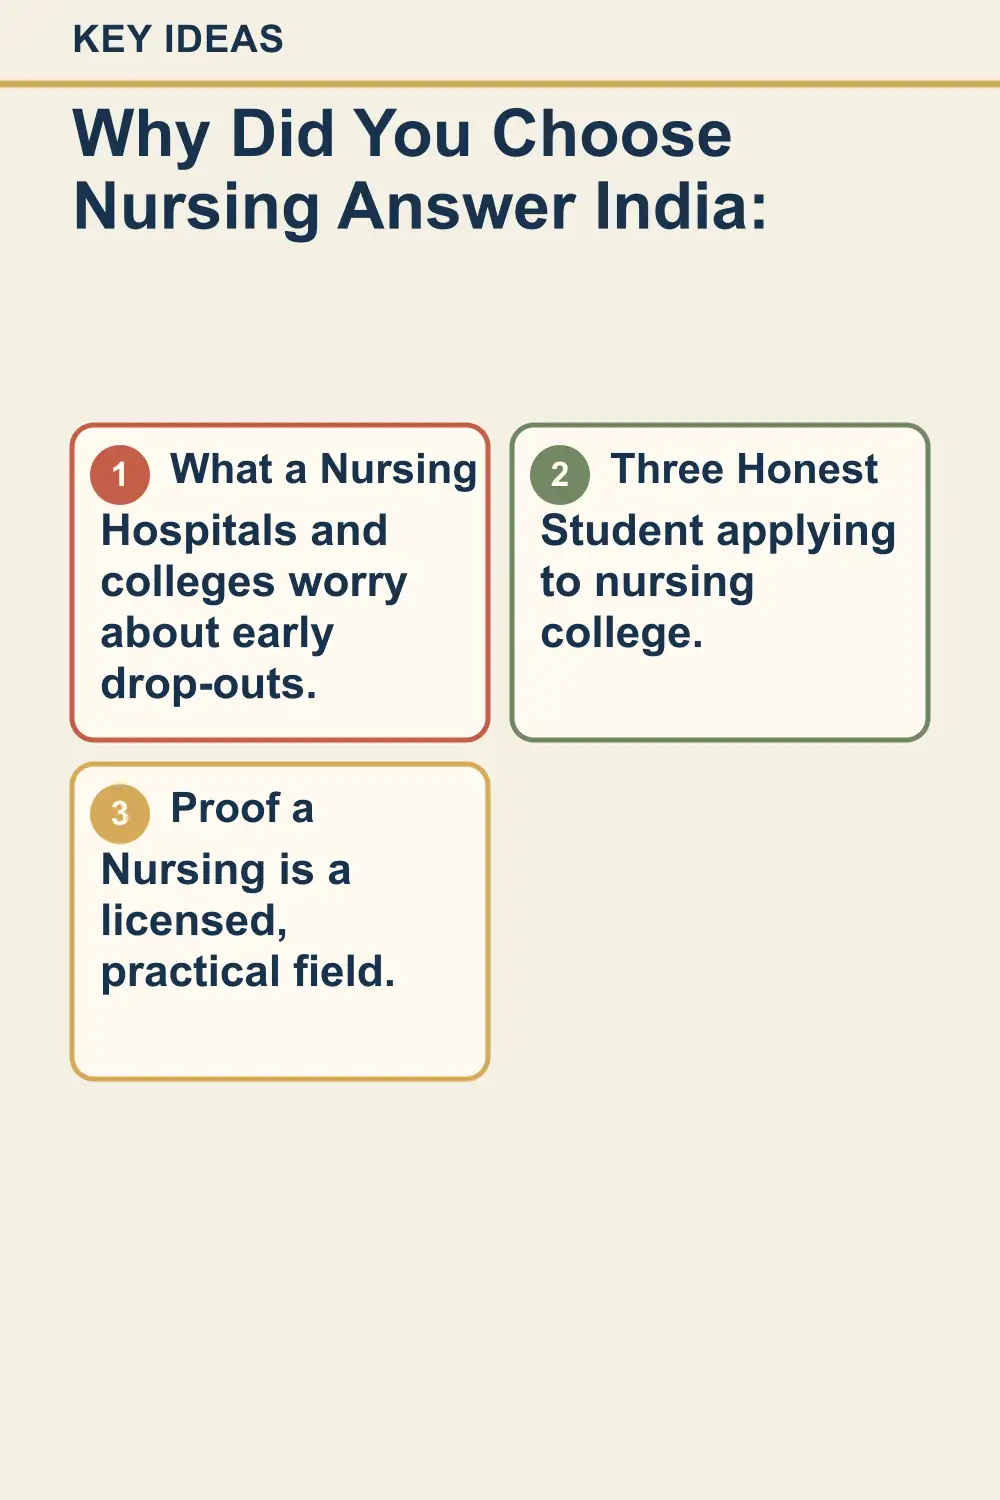 KEY IDEAS
Why Did You Choose
Nursing Answer India:
1 What a Nursing
Hospitals and
colleges worry
about early
drop-outs.
2 Three Honest
Student applying
to nursing
college.
3 Proof a
Nursing is a
licensed,
practical field.